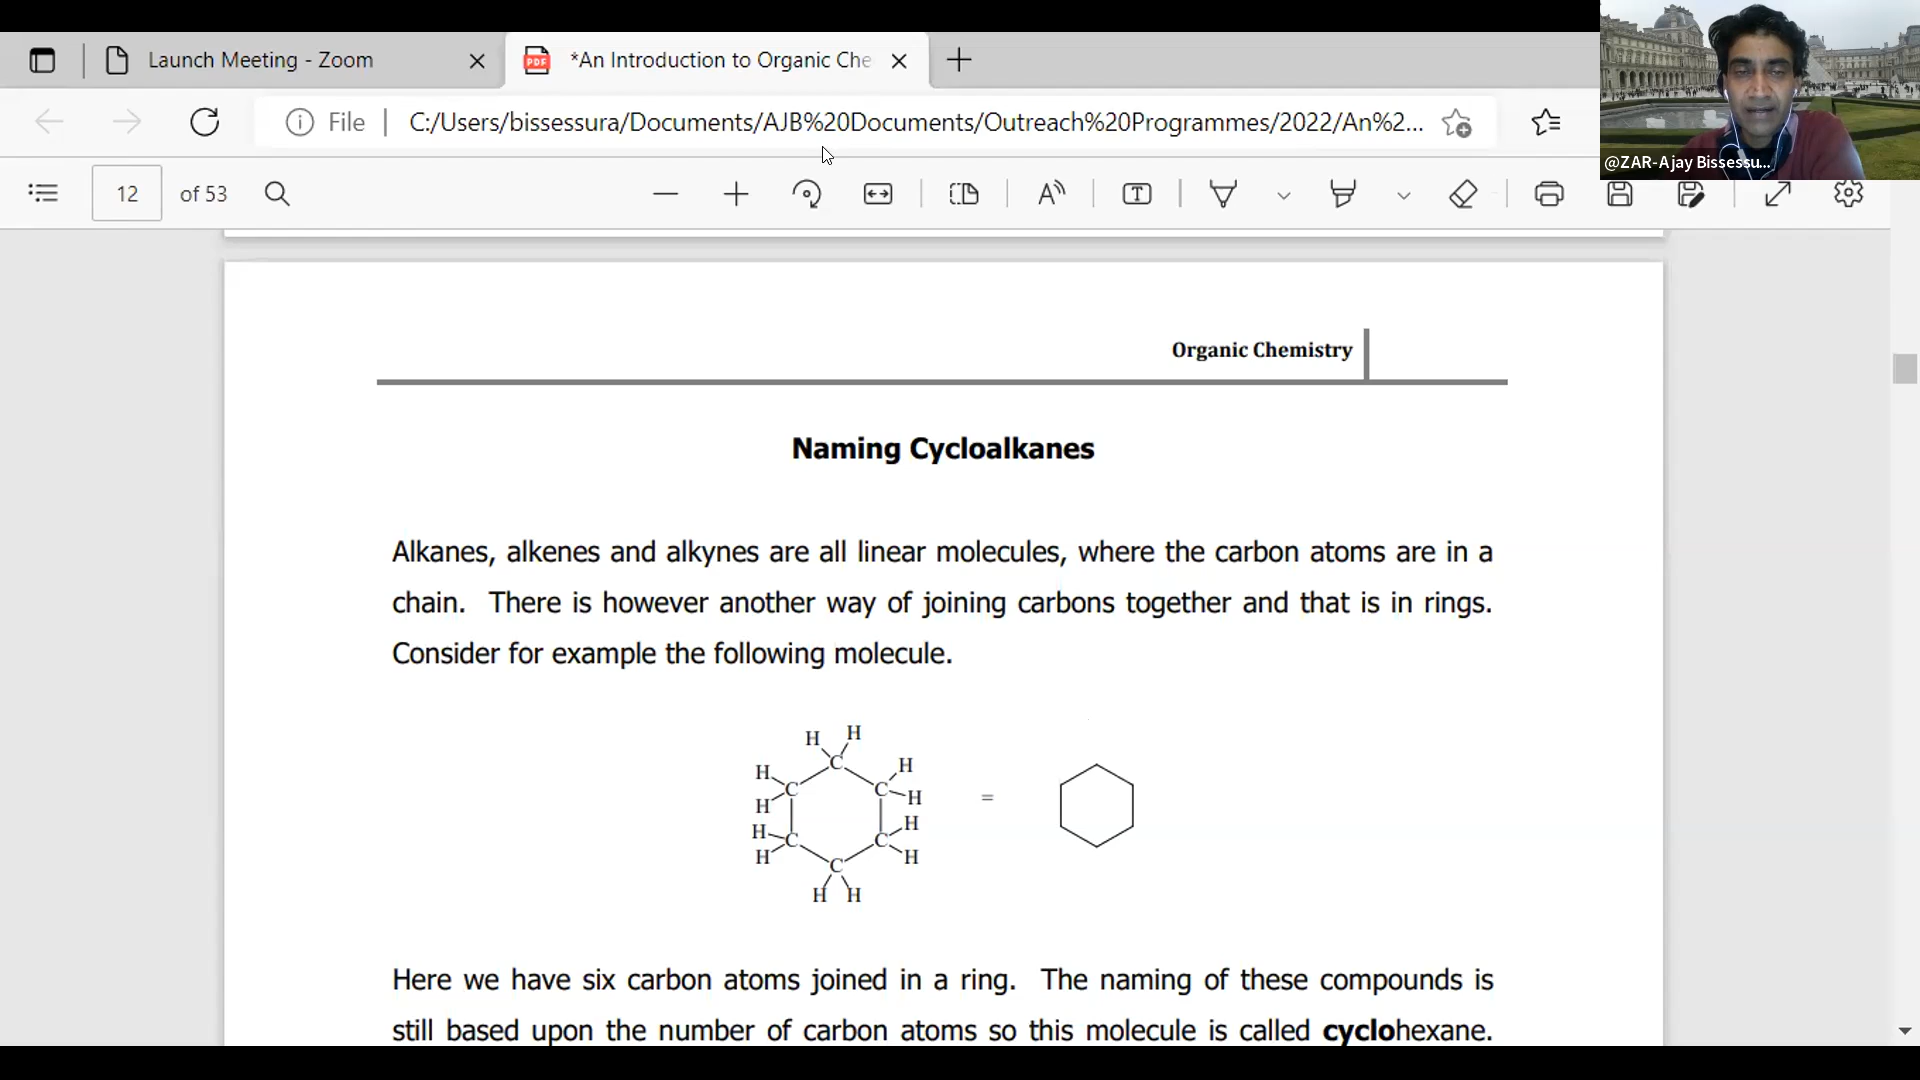 Launch Meeting - Zoom
*An Introduction to Organic Che
File
C:/Users/bissessura/Documents/AJB%20Documents/Outreach%20Programmes/2022/An%2...
@ZAR-Ajay Bissessu...
12 of 53
Organic Chemistry
Naming Cycloalkanes
Alkanes, alkenes and alkynes are all linear molecules, where the carbon atoms are in a
chain. There is however another way of joining carbons together and that is in rings.
Consider for example the following molecule.
H H
H C H
H C C H
=
H H
H C C H
H C H
H H
Here we have six carbon atoms joined in a ring. The naming of these compounds is
still based upon the number of carbon atoms so this molecule is called cyclohexane.